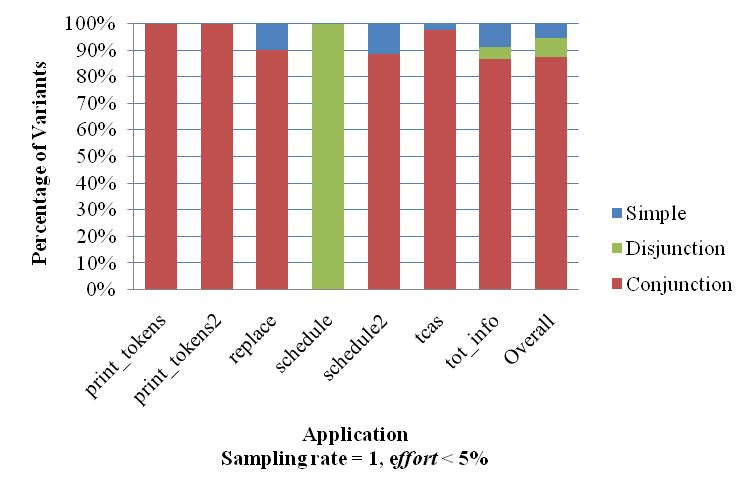 100%
90%
80%
70%
60%
50%
40%
30%
20%
10%
0%
Percentage of Variants
print_tokens
print_tokens2
replace
schedule
schedule2
tcas
tot_info
Overall
Simple
Disjunction
Conjunction
Application
Sampling rate = 1, effort < 5%